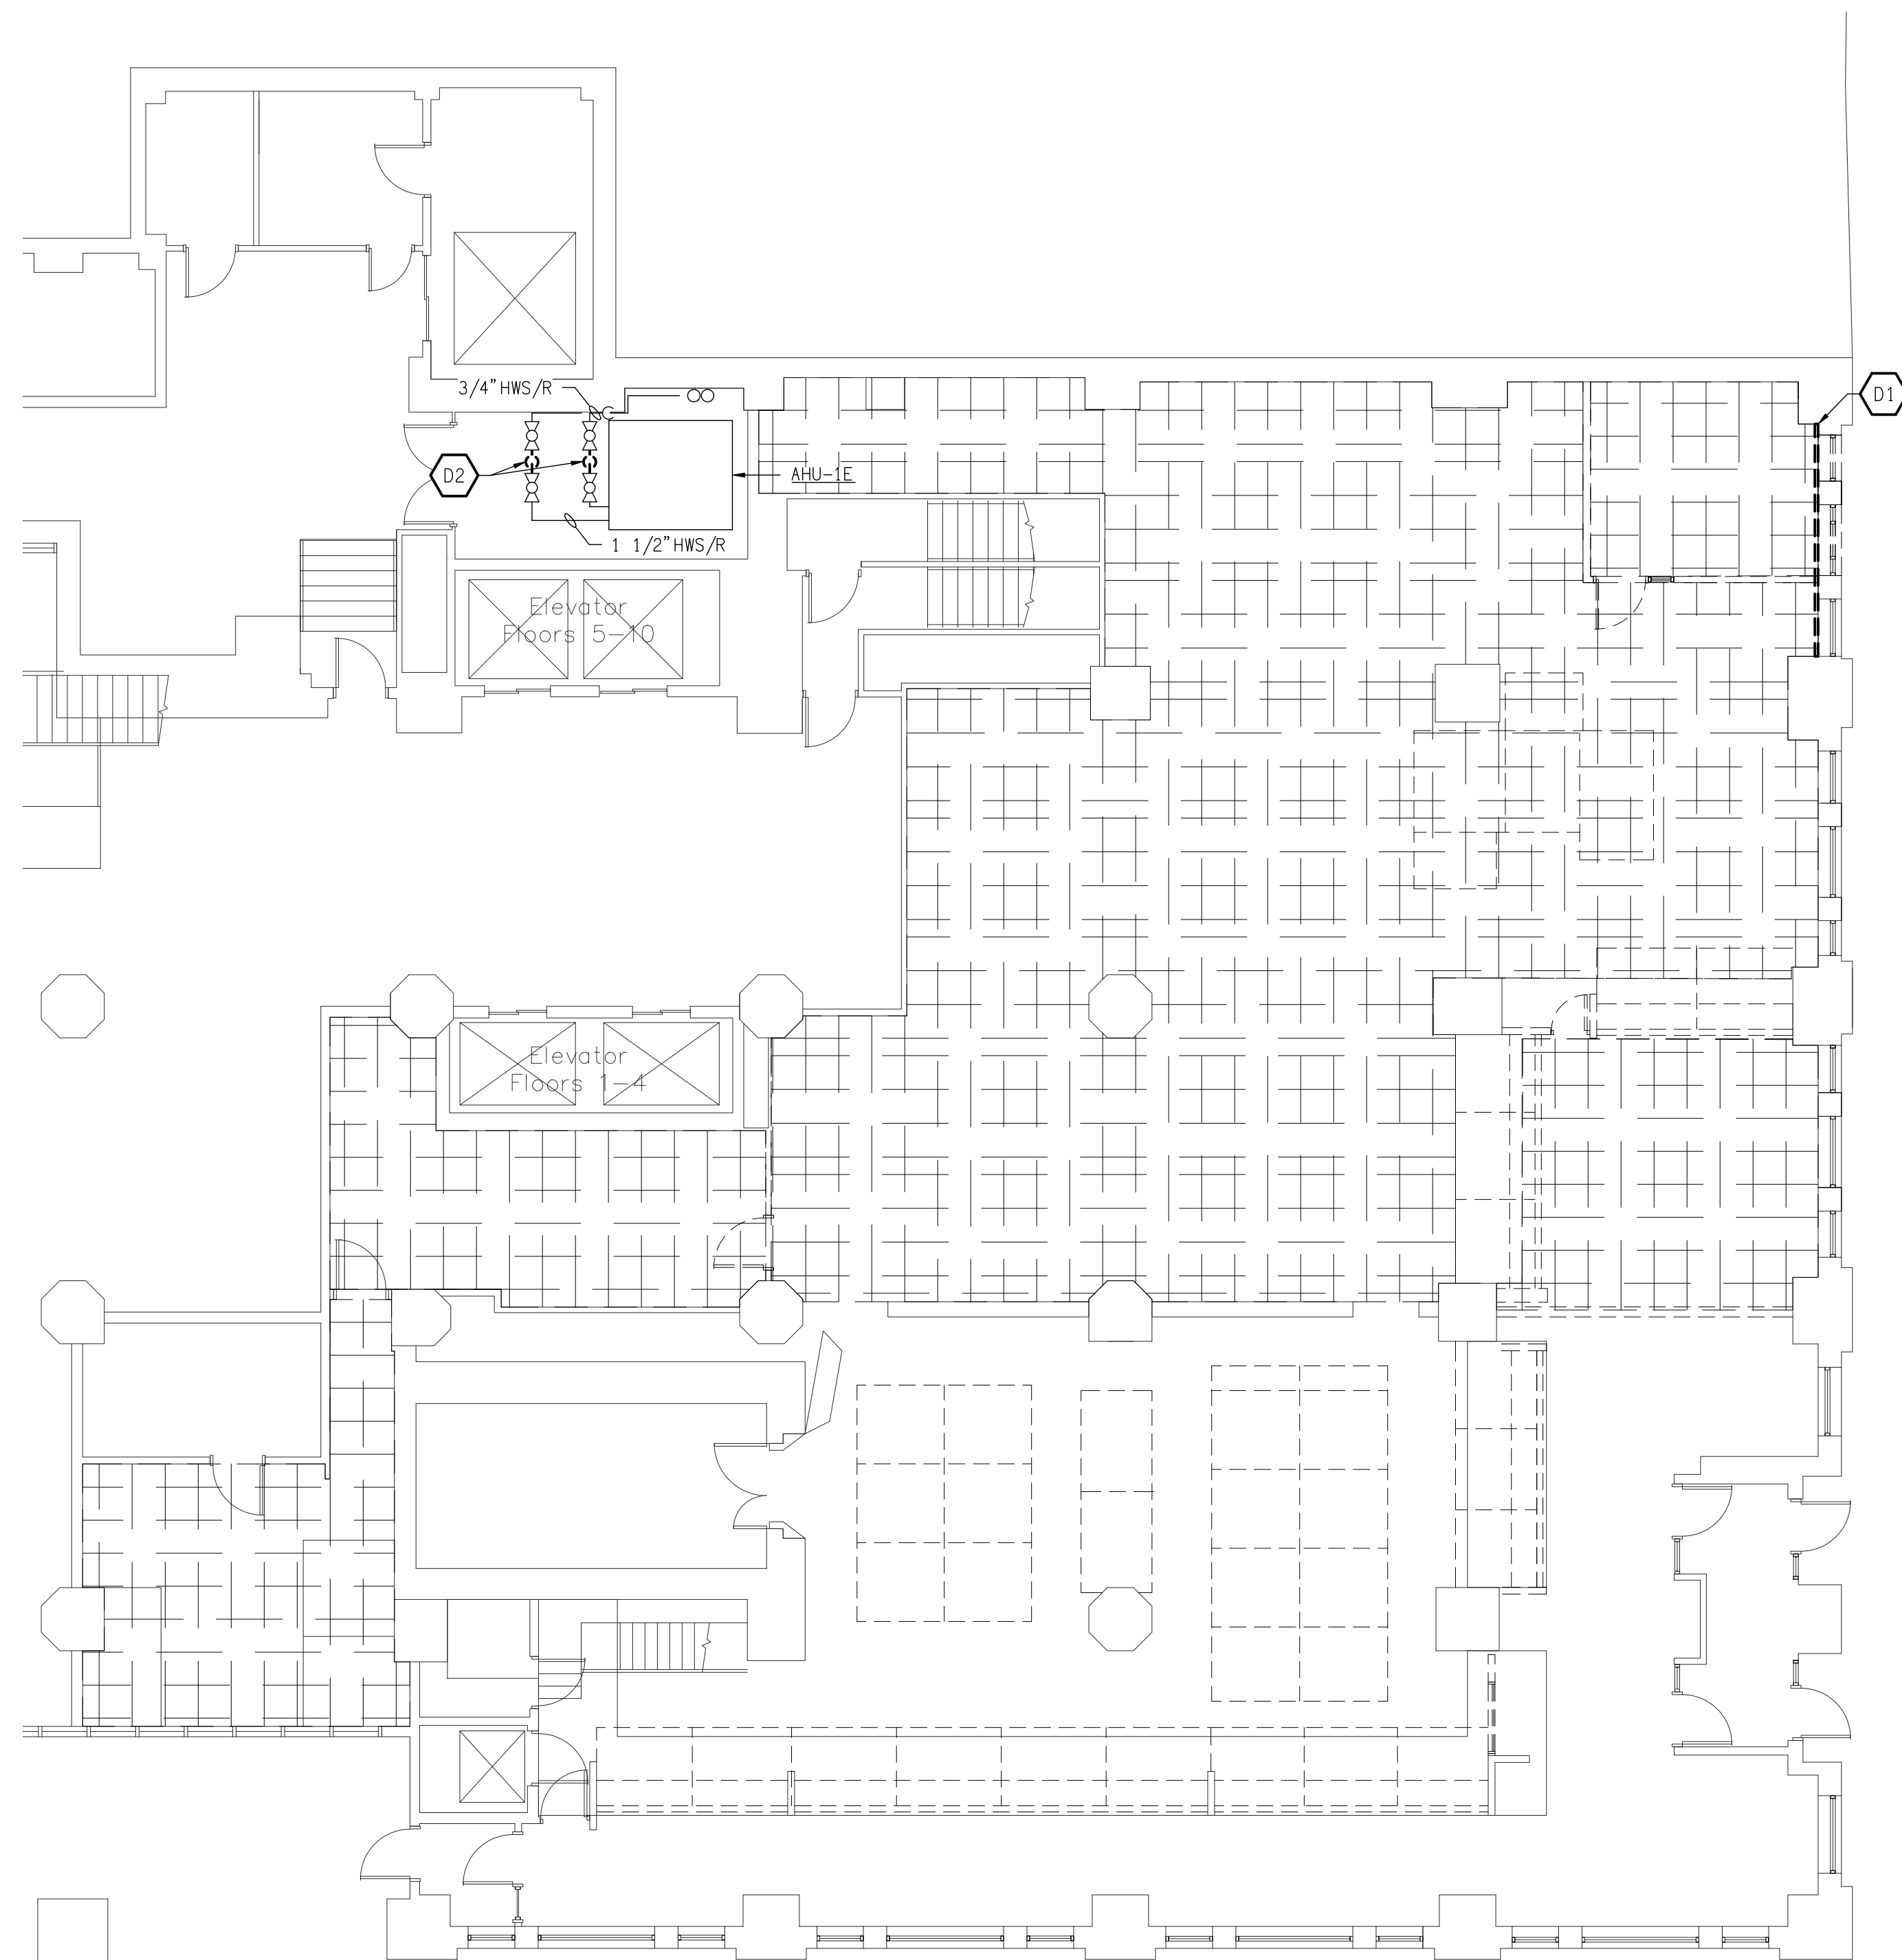 3/4" HWS/R
D1
D2
AHU-1E
1 1/2" HWS/R
Elevator
Floors 5-10
Elevator
Floors 1-4